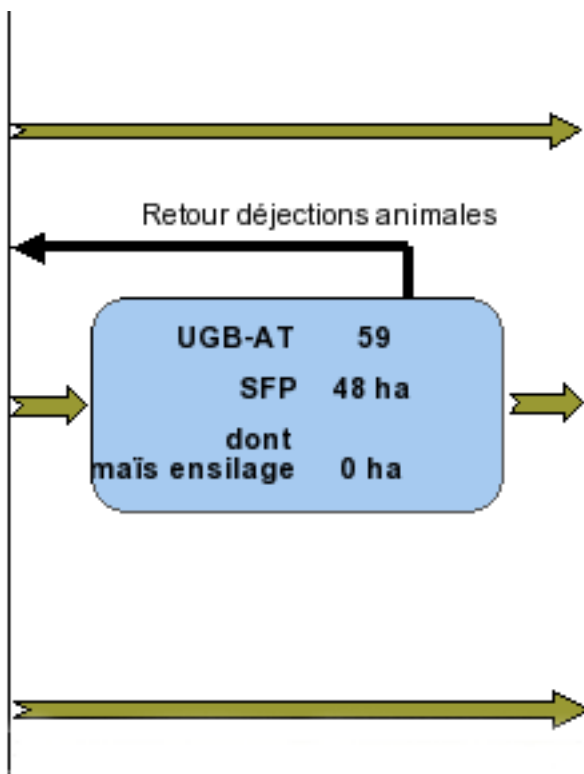 Retour déjections animales
UGB-AT 59
SFP 48 ha
dont
maïs ensilage 0 ha